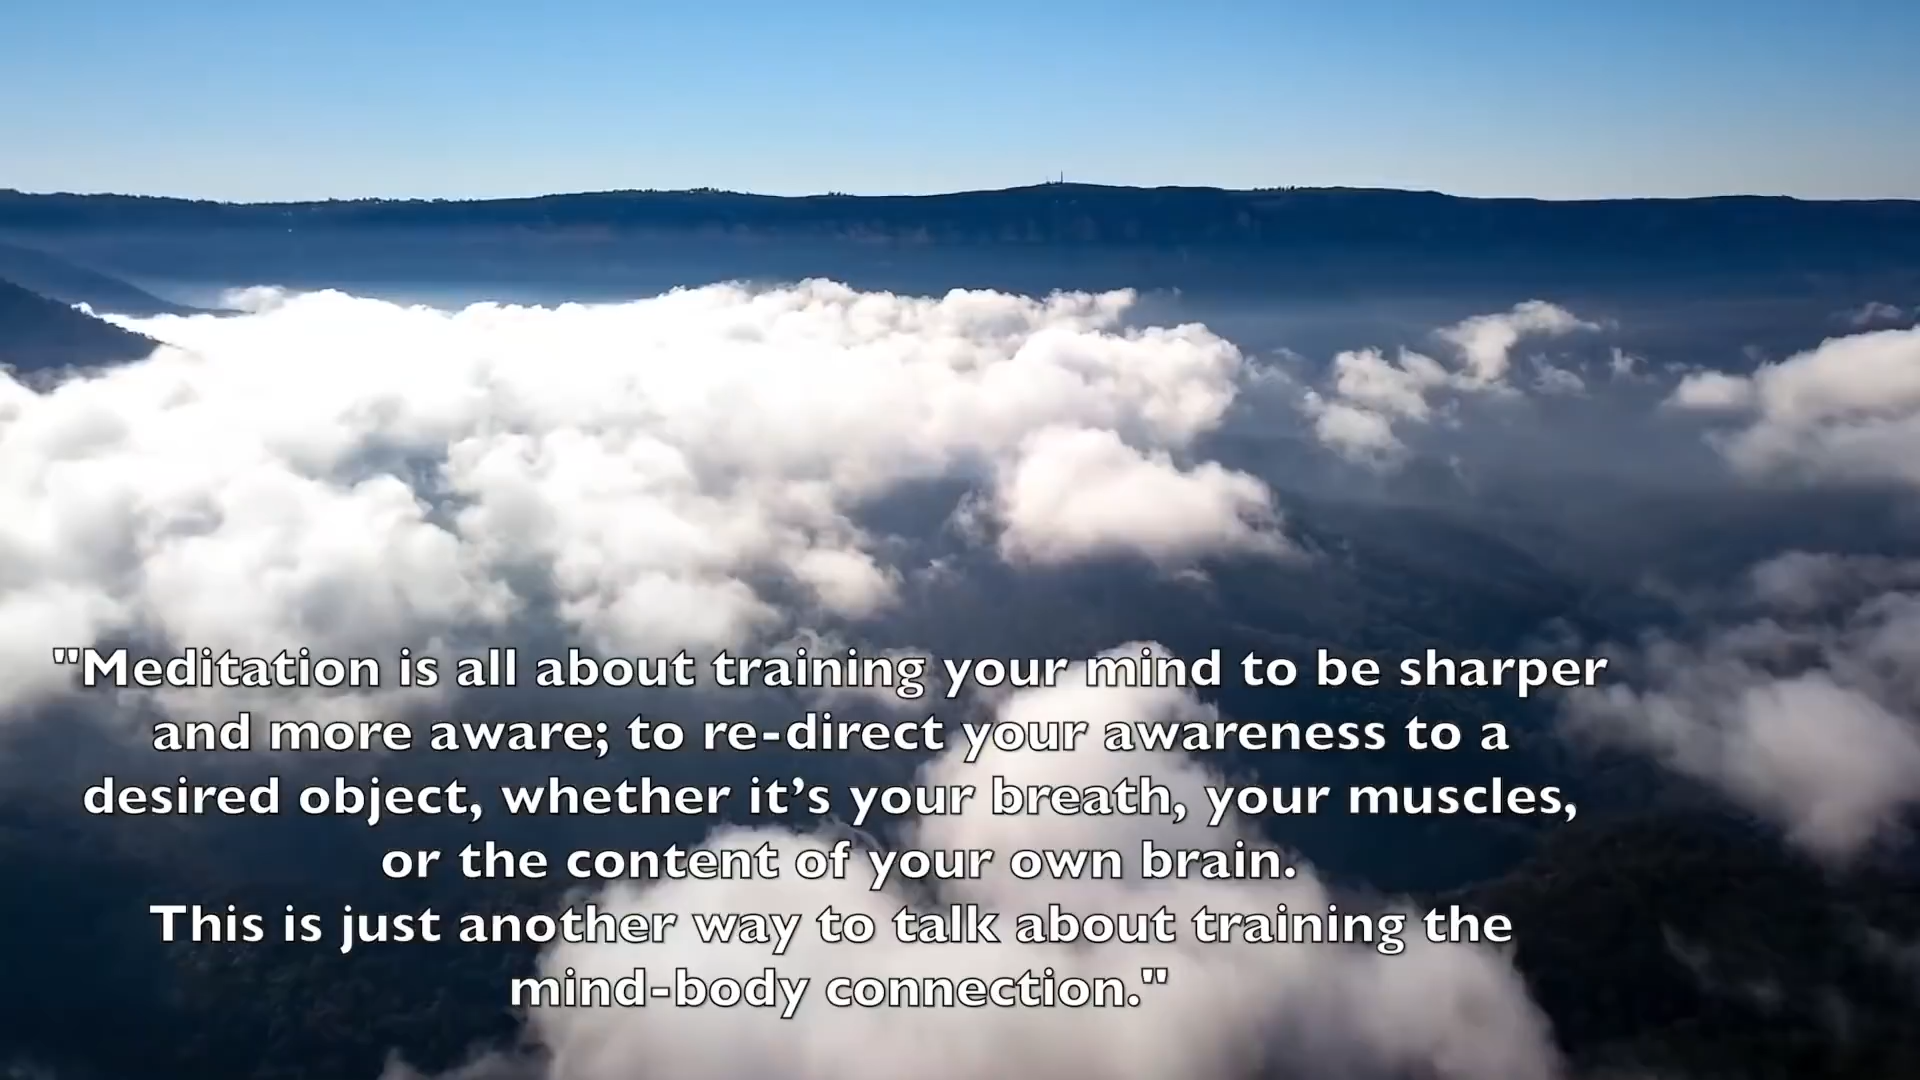 "Meditation is all about training your mind to be sharper
and more aware; to re-direct your awareness to a
desired object, whether it’s your breath, your muscles,
or the content of your own brain.
This is just another way to talk about training the
mind-body connection."